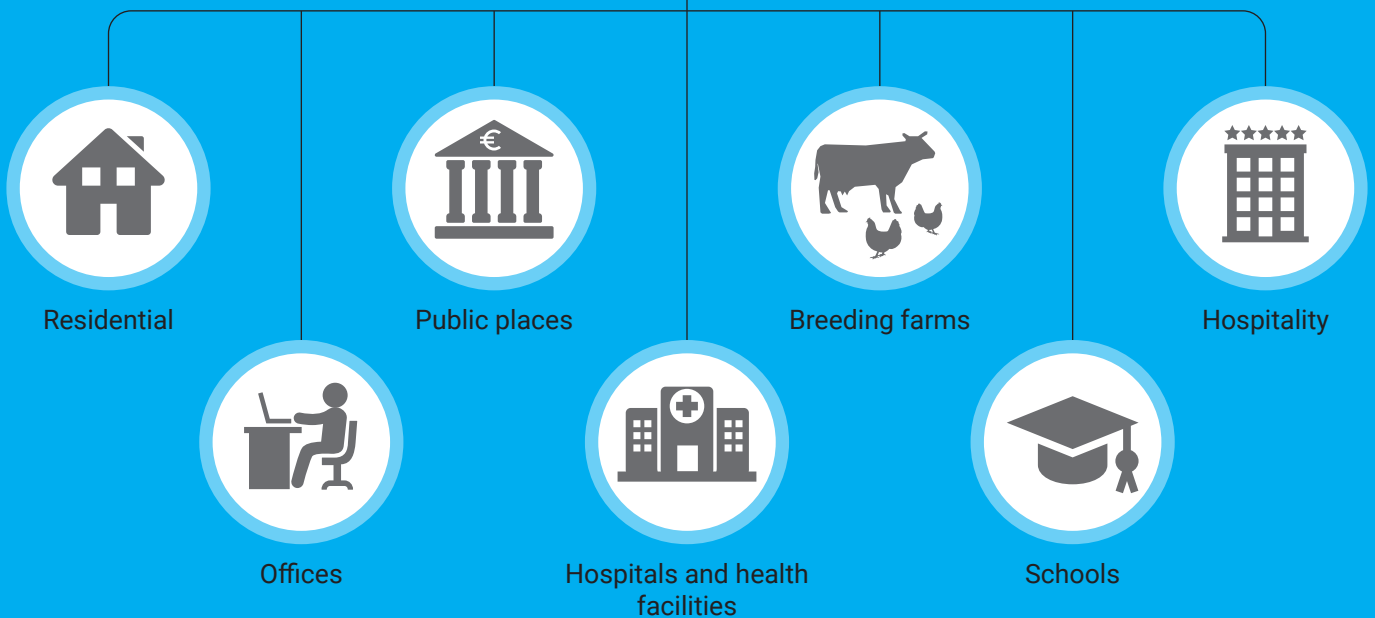 €
Residential
Public places
Breeding farms
Hospitality
Offices
Hospitals and health
facilities
Schools